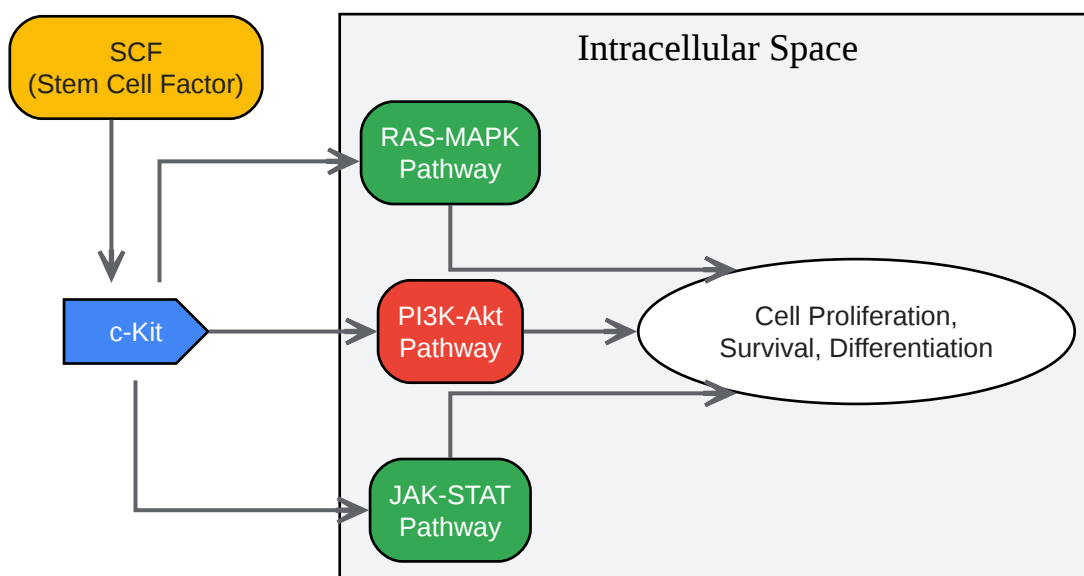 SCF
(Stem Cell Factor)
Intracellular Space
RAS-MAPK
Pathway
c-Kit
PI3K-Akt
Pathway
Cell Proliferation,
Survival, Differentiation
JAK-STAT
Pathway